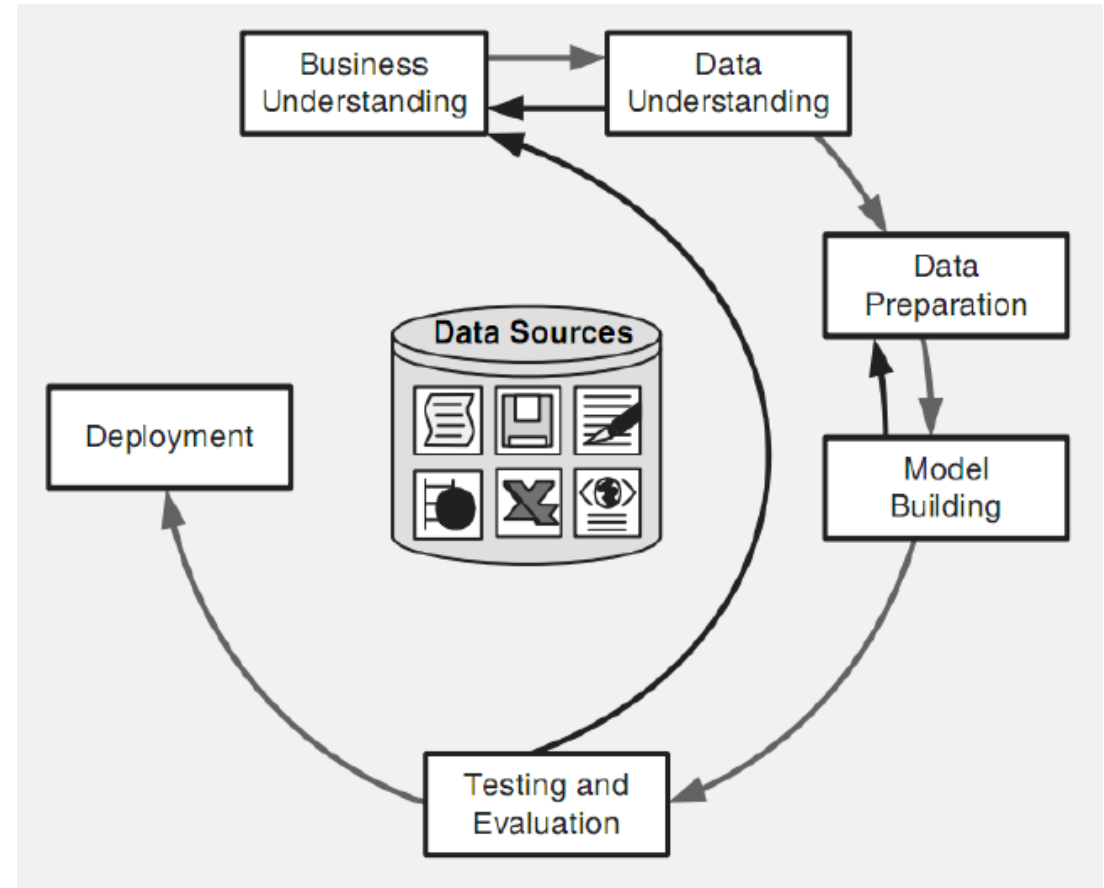 Business
Understanding
Data
Understanding
Data
Preparation
Data Sources
Deployment
Model
Building
Testing and
Evaluation